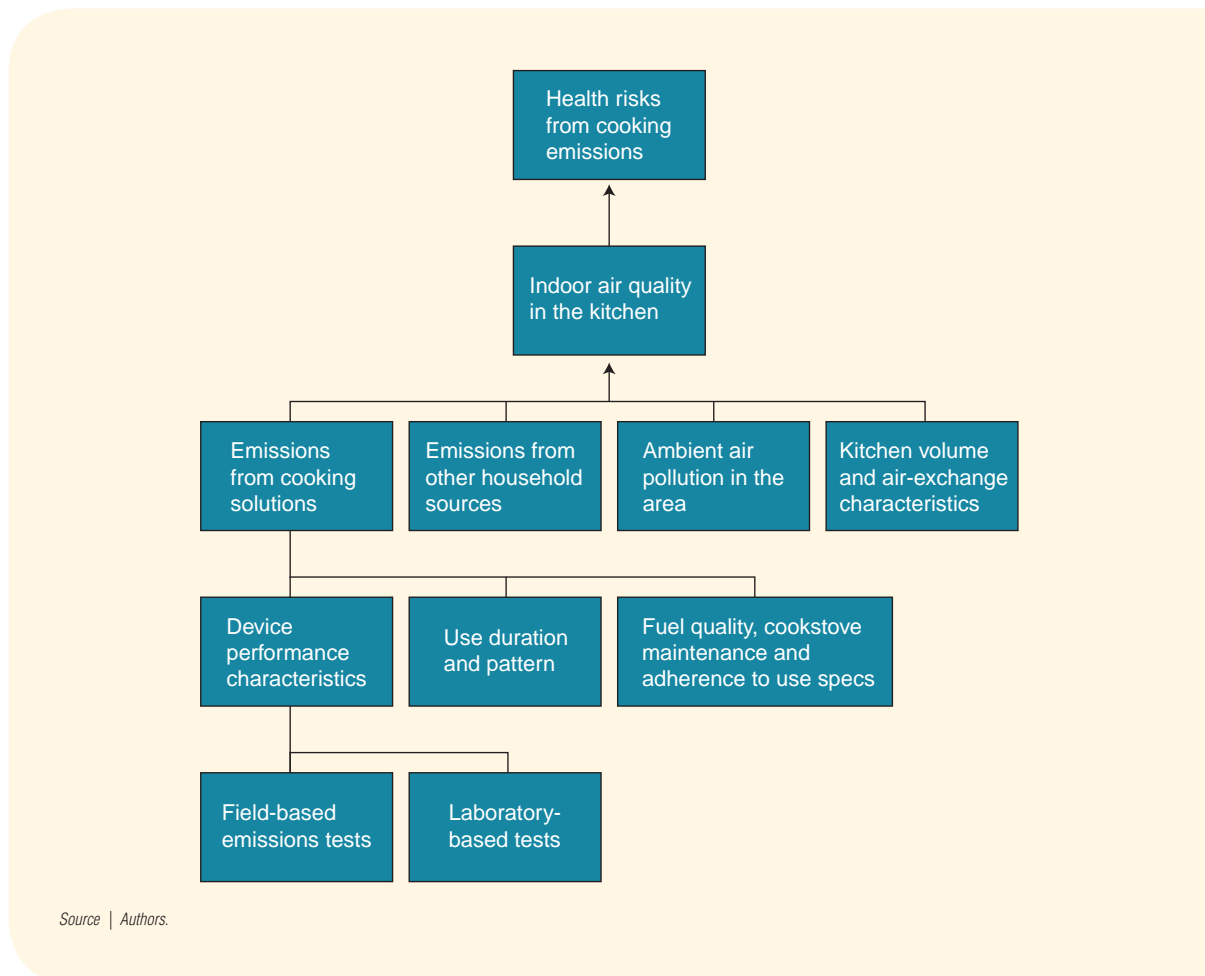 Health risks
from cooking
emissions
Indoor air quality
in the kitchen
Emissions
from cooking
solutions
Emissions from
other household
sources
Ambient air
pollution in the
area
Kitchen volume
and air-exchange
characteristics
Device
performance
characteristics
Use duration
and pattern
Fuel quality, cookstove
maintenance and
adherence to use specs
Field-based
emissions tests
Laboratory-
based tests
Source | Authors.